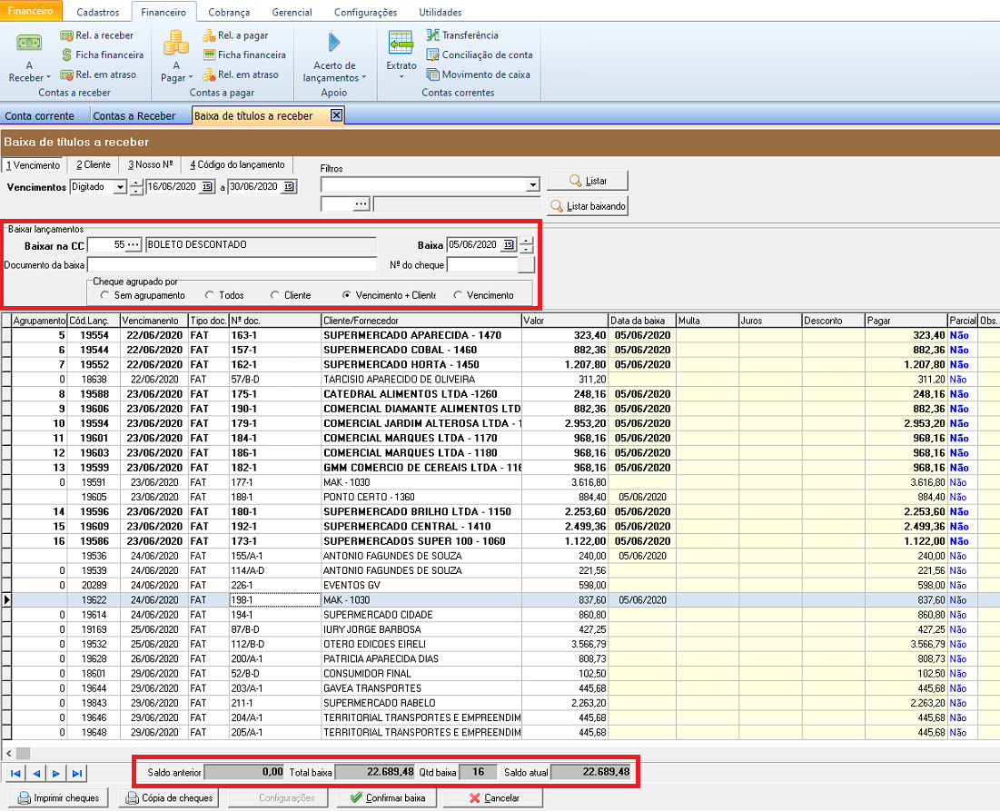 Financeiro Cadastros Financeiro Cobrança Gerencial Configurações Utilidades
A Receber
Rel. a receber
Ficha financeira
Rel. em atraso
Contas a receber
A Pagar
Rel. a pagar
Ficha financeira
Rel. em atraso
Contas a pagar
Acerto de lançamentos
Apoio
Extrato
Transferência
Conciliação de conta
Movimento de caixa
Contas correntes
Conta corrente Contas a Receber Baixa de títulos a receber
Baixa de títulos a receber
1 Vencimento 2 Cliente 3 Nosso Nº 4 Código do lançamento
Vencimentos Digitado 16/06/2020 15 a 30/06/2020 15
Filtros
Listar
Listar baixando
Baixar lançamentos
Baixar na CC 55 ... BOLETO DESCONTADO Baixa 05/06/2020 15
Documento da baixa Nº do cheque
Cheque agrupado por
Sem agrupamento Todos Cliente Vencimento + Cliente Vencimento
Agrupamento Cód.Lanç. Vencimanento Tipo doc. Nº doc. Cliente/Fornecedor Valor Data da baixa Multa Juros Desconto Pagar Parcial Obs.
5 19554 22/06/2020 FAT 163-1 SUPERMERCADO APARECIDA - 1470 323,40 05/06/2020 323,40 Não
6 19544 22/06/2020 FAT 157-1 SUPERMERCADO COBAL - 1460 882,36 05/06/2020 882,36 Não
7 19552 22/06/2020 FAT 162-1 SUPERMERCADO HORTA - 1450 1.207,80 05/06/2020 1.207,80 Não
0 18638 22/06/2020 FAT 57/B-D TARCISIO APARECIDO DE OLIVEIRA 311,20 311,20 Não
8 19588 23/06/2020 FAT 175-1 CATEDRAL ALIMENTOS LTDA -1260 248,16 05/06/2020 248,16 Não
9 19606 23/06/2020 FAT 190-1 COMERCIAL DIAMANTE ALIMENTOS LTD 882,36 05/06/2020 882,36 Não
10 19594 23/06/2020 FAT 179-1 COMERCIAL JARDIM ALTEROSA LTDA - 1 2.953,20 05/06/2020 2.953,20 Não
11 19601 23/06/2020 FAT 184-1 COMERCIAL MARQUES LTDA - 1170 968,16 05/06/2020 968,16 Não
12 19603 23/06/2020 FAT 186-1 COMERCIAL MARQUES LTDA - 1180 968,16 05/06/2020 968,16 Não
13 19599 23/06/2020 FAT 182-1 GMM COMERCIO DE CEREAIS LTDA - 116 968,16 05/06/2020 968,16 Não
0 19591 23/06/2020 FAT 177-1 MAK - 1030 3.616,80 3.616,80 Não
19605 23/06/2020 FAT 188-1 PONTO CERTO - 1360 884,40 05/06/2020 884,40 Não
14 19596 23/06/2020 FAT 180-1 SUPERMERCADO BRILHO LTDA - 1150 2.253,60 05/06/2020 2.253,60 Não
15 19609 23/06/2020 FAT 192-1 SUPERMERCADO CENTRAL - 1410 2.499,36 05/06/2020 2.499,36 Não
16 19586 23/06/2020 FAT 173-1 SUPERMERCADOS SUPER 100 - 1060 1.122,00 05/06/2020 1.122,00 Não
19536 24/06/2020 FAT 155/A-1 ANTONIO FAGUNDES DE SOUZA 240,00 05/06/2020 240,00 Não
0 19539 24/06/2020 FAT 114/A-D ANTONIO FAGUNDES DE SOUZA 221,56 221,56 Não
0 20289 24/06/2020 FAT 226-1 EVENTOS GV 598,00 598,00 Não
19622 24/06/2020 FAT 198-1 MAK - 1030 837,60 05/06/2020 837,60 Não
0 19614 24/06/2020 FAT 194-1 SUPERMERCADO CIDADE 860,80 860,80 Não
0 19169 25/06/2020 FAT 87/B-D IURY JORGE BARBOSA 427,25 427,25 Não
0 19532 25/06/2020 FAT 112/B-D OTERO EDICOES EIRELI 3.566,79 3.566,79 Não
0 19628 26/06/2020 FAT 200/A-1 PATRICIA APARECIDA DIAS 808,73 808,73 Não
0 18601 29/06/2020 FAT 52/B-D CONSUMIDOR FINAL 102,50 102,50 Não
0 19644 29/06/2020 FAT 203/A-1 GAVEA TRANSPORTES 445,68 445,68 Não
0 19843 29/06/2020 FAT 211-1 SUPERMERCADO RABELO 2.263,20 2.263,20 Não
0 19646 29/06/2020 FAT 204/A-1 TERRITORIAL TRANSPORTES E EMPREENDIM 445,68 445,68 Não
0 19648 29/06/2020 FAT 205/A-1 TERRITORIAL TRANSPORTES E EMPREENDIM 445,68 445,68 Não
Saldo anterior 0,00 Total baixa 22.689,48 Qtd baixa 16 Saldo atual 22.689,48
Imprimir cheques Cópia de cheques Configurações Confirmar baixa Cancelar